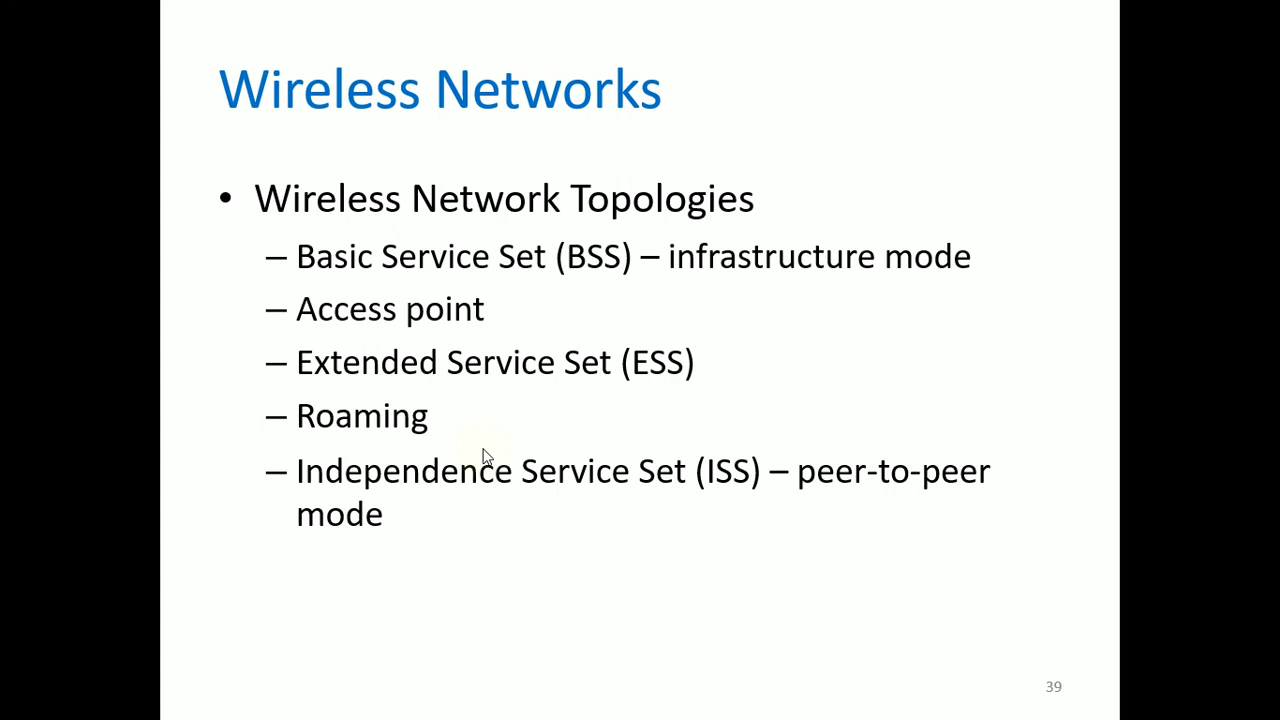 Wireless Networks
• Wireless Network Topologies
– Basic Service Set (BSS) – infrastructure mode
– Access point
– Extended Service Set (ESS)
– Roaming
– Independence Service Set (ISS) – peer-to-peer
mode
39